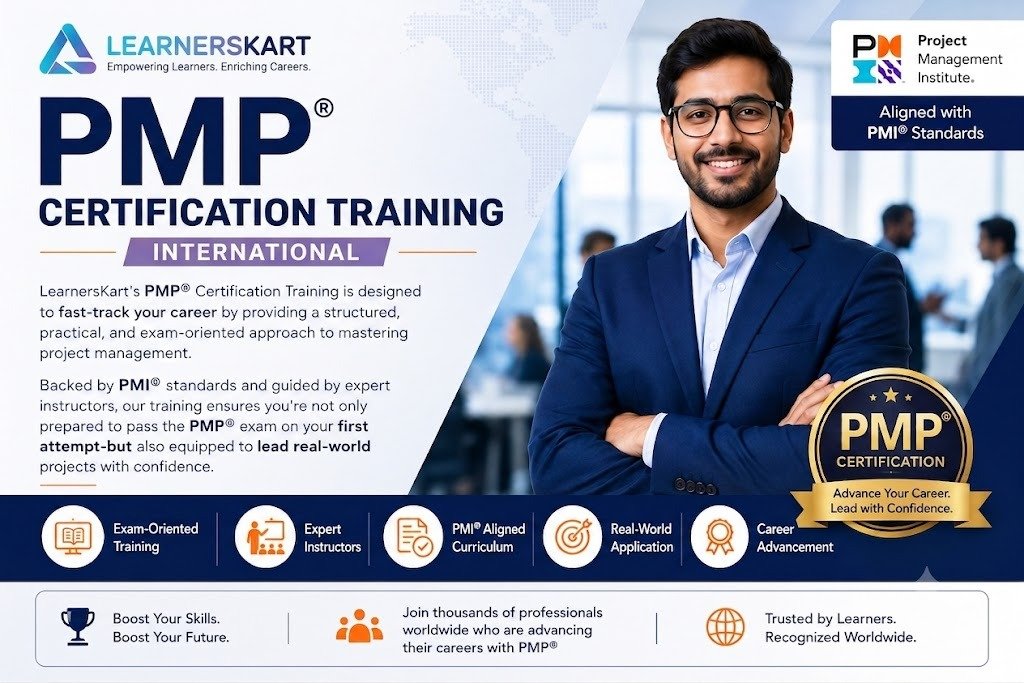 LEARNERSKART
Empowering Learners. Enriching Careers.
PMP®
CERTIFICATION TRAINING
INTERNATIONAL
LearnersKart's PMP® Certification Training is designed
to fast-track your career by providing a structured,
practical, and exam-oriented approach to mastering
project management.
Backed by PMI® standards and guided by expert
instructors, our training ensures you're not only
prepared to pass the PMP® exam on your first
attempt-but also equipped to lead real-world
projects with confidence.
Project
Management
Institute.
Aligned with
PMI® Standards
PMP®
CERTIFICATION
Advance Your Career.
Lead with Confidence.
Exam-Oriented
Training
Expert
Instructors
PMI® Aligned
Curriculum
Real-World
Application
Career
Advancement
Boost Your Skills.
Boost Your Future.
Join thousands of professionals
worldwide who are advancing
their careers with PMP®
Trusted by Learners.
Recognized Worldwide.